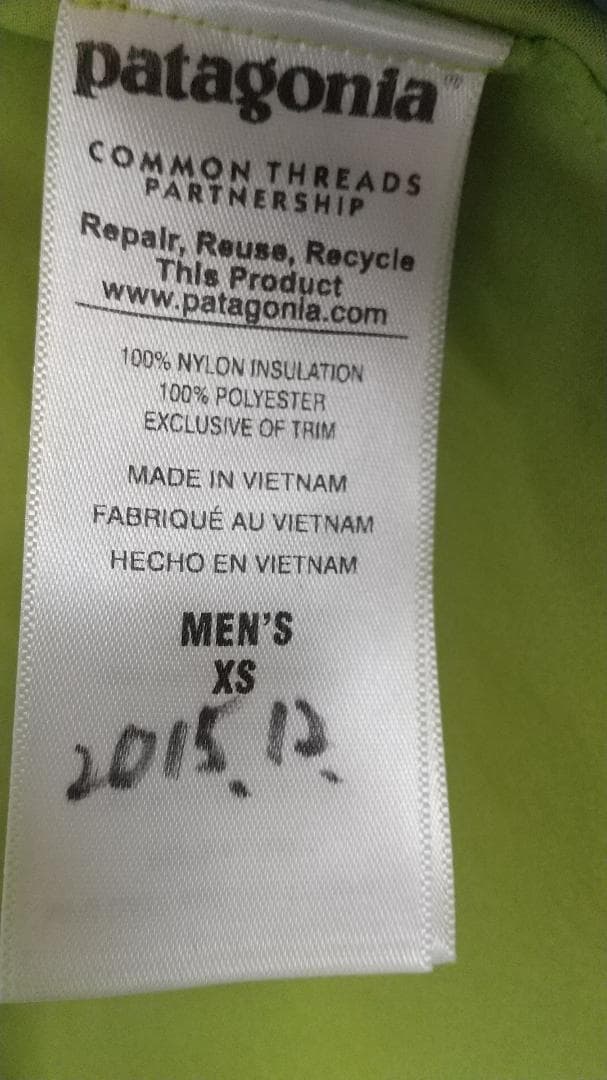 patagonia®
COMMON THREADS
PARTNERSHIP
Repair, Reuse, Recycle
This Product
www.patagonia.com
100% NYLON INSULATION
100% POLYESTER
EXCLUSIVE OF TRIM
MADE IN VIETNAM
FABRIQUÉ AU VIETNAM
HECHO EN VIETNAM
MEN'S
XS
2015.12.